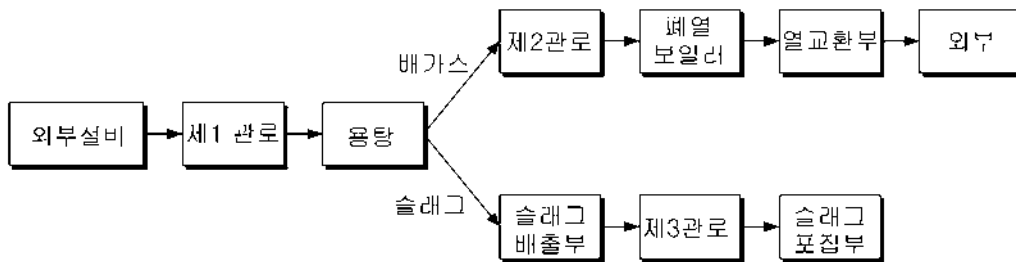 제2관로
폐열
보일러
열교환부
외부
배가스
외부설비
제1 관로
용탕
슬래그
슬래그
배출부
제3관로
슬래그
포집부